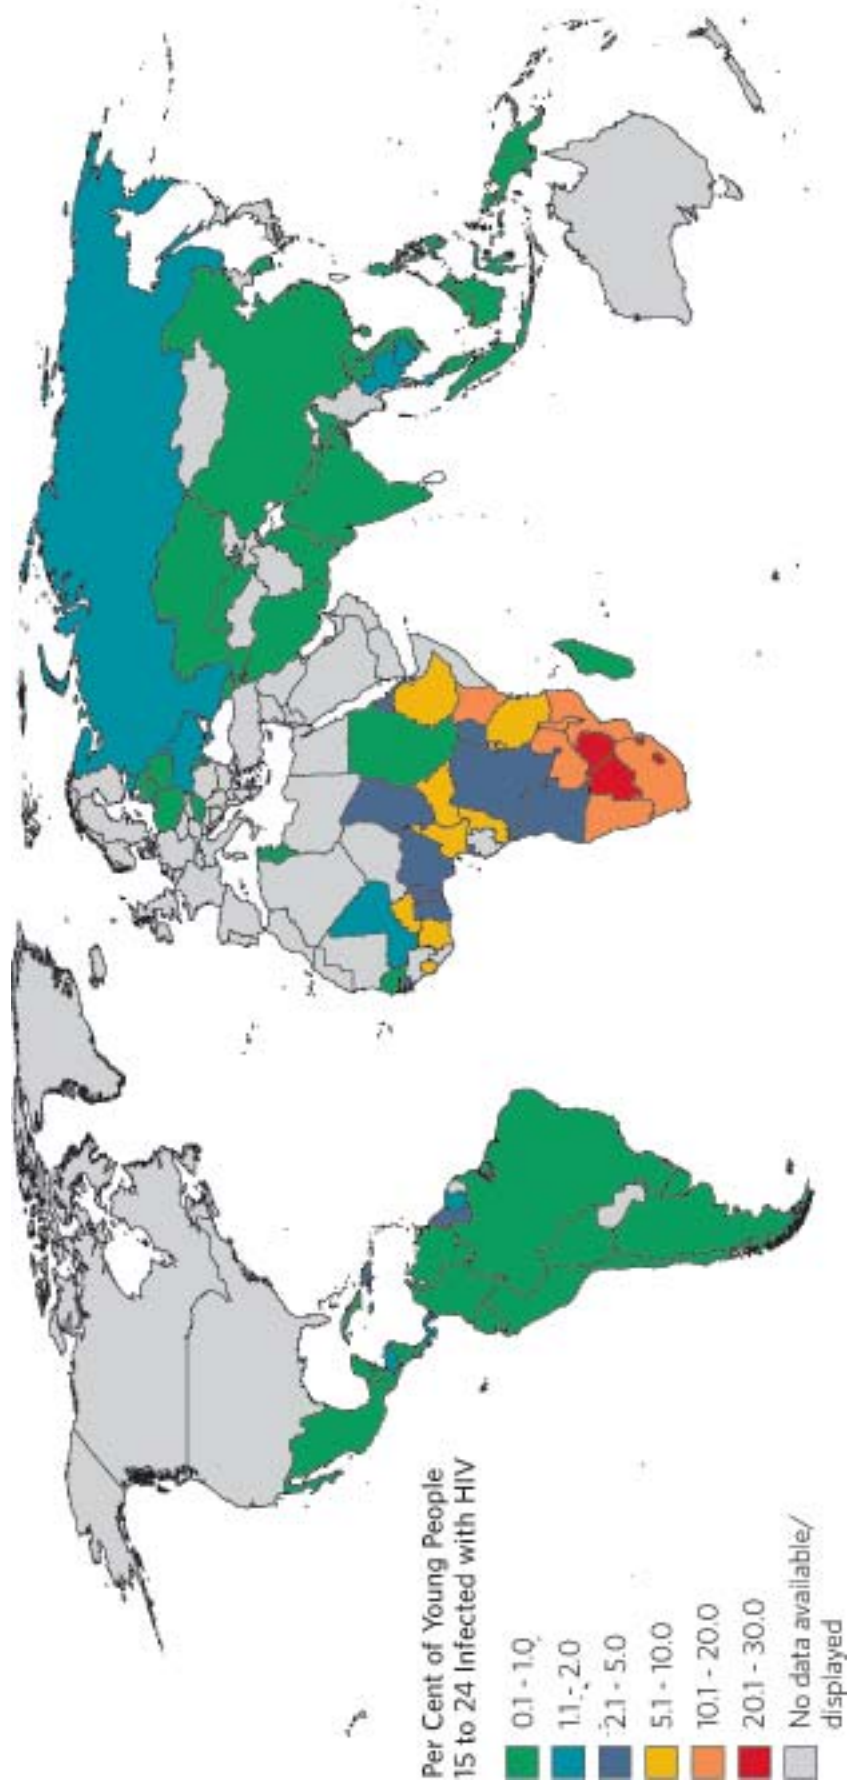 Per Cent of Young People
15 to 24 Infected with HIV
0.1 - 1.0
1.1 - 2.0
2.1 - 5.0
5.1 - 10.0
10.1 - 20.0
20.1 - 30.0
No data available/
displayed